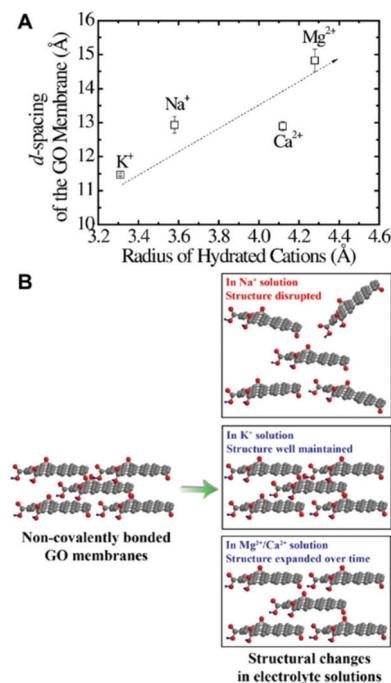 A
d-spacing
of the GO Membrane (Å)
16
15
14
13
12
11
K⁺
Na⁺
Ca²⁺
Mg²⁺
3.2 3.4 3.6 3.8 4.0 4.2 4.4 4.6
Radius of Hydrated Cations (Å)
B
Non-covalently bonded
GO membranes
In Na⁺ solution
Structure disrupted
In K⁺ solution
Structure well maintained
In Mg²⁺/Ca²⁺ solution
Structure expanded over time
Structural changes
in electrolyte solutions